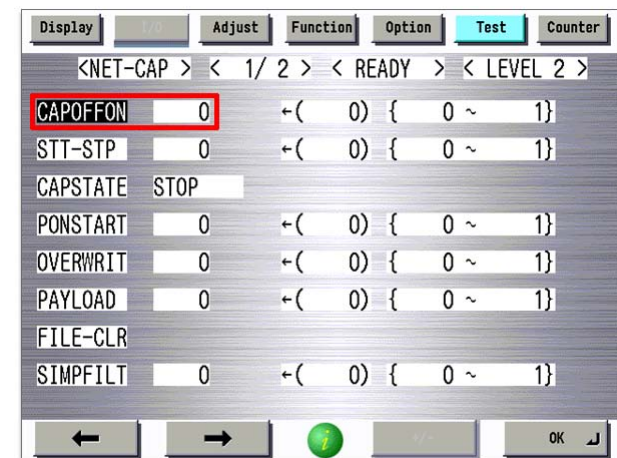 Display I/O Adjust Function Option Test Counter
<NET-CAP > < 1/ 2 > < READY > < LEVEL 2 >
CAPOFFON 0 ←( 0) { 0 ~ 1}
STT-STP 0 ←( 0) { 0 ~ 1}
CAPSTATE STOP
PONSTART 0 ←( 0) { 0 ~ 1}
OVERWRIT 0 ←( 0) { 0 ~ 1}
PAYLOAD 0 ←( 0) { 0 ~ 1}
FILE-CLR
SIMPFILT 0 ←( 0) { 0 ~ 1}
← → i +/- OK ┘